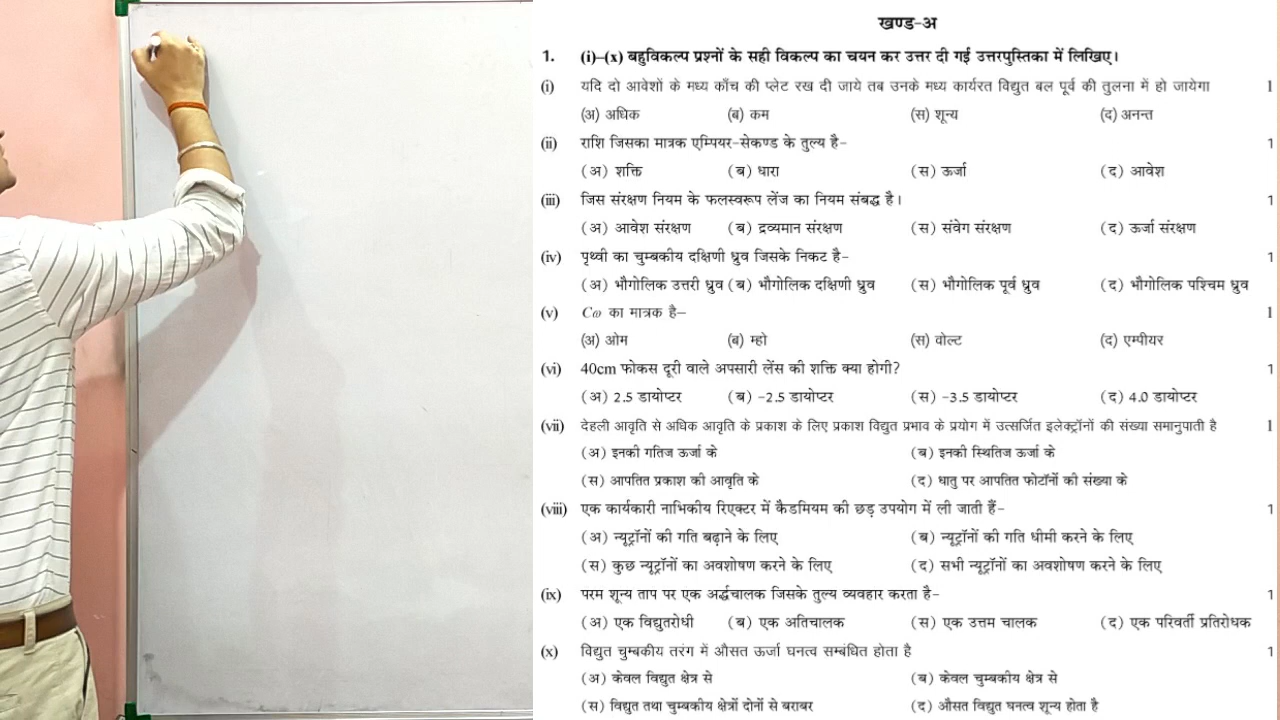 खण्ड-अ
1. (i)–(x) बहुविकल्प प्रश्नों के सही विकल्प का चयन कर उत्तर दी गई उत्तरपुस्तिका में लिखिए।
(i) यदि दो आवेशों के मध्य काँच की प्लेट रख दी जाये तब उनके मध्य कार्यरत विद्युत बल पूर्व की तुलना में हो जायेगा 1
(अ) अधिक (ब) कम (स) शून्य (द) अनन्त
(ii) राशि जिसका मात्रक एम्पियर-सेकण्ड के तुल्य है- 1
(अ) शक्ति (ब) धारा (स) ऊर्जा (द) आवेश
(iii) जिस संरक्षण नियम के फलस्वरूप लेंज का नियम संबद्ध है। 1
(अ) आवेश संरक्षण (ब) द्रव्यमान संरक्षण (स) संवेग संरक्षण (द) ऊर्जा संरक्षण
(iv) पृथ्वी का चुम्बकीय दक्षिणी ध्रुव जिसके निकट है- 1
(अ) भौगोलिक उत्तरी ध्रुव (ब) भौगोलिक दक्षिणी ध्रुव (स) भौगोलिक पूर्व ध्रुव (द) भौगोलिक पश्चिम ध्रुव
(v) Cω का मात्रक है– 1
(अ) ओम (ब) म्हो (स) वोल्ट (द) एम्पीयर
(vi) 40cm फोकस दूरी वाले अपसारी लेंस की शक्ति क्या होगी? 1
(अ) 2.5 डायोप्टर (ब) -2.5 डायोप्टर (स) -3.5 डायोप्टर (द) 4.0 डायोप्टर
(vii) देहली आवृति से अधिक आवृति के प्रकाश के लिए प्रकाश विद्युत प्रभाव के प्रयोग में उत्सर्जित इलेक्ट्रॉनों की संख्या समानुपाती है 1
(अ) इनकी गतिज ऊर्जा के (ब) इनकी स्थितिज ऊर्जा के
(स) आपतित प्रकाश की आवृति के (द) धातु पर आपतित फोटॉनों की संख्या के
(viii) एक कार्यकारी नाभिकीय रिएक्टर में कैडमियम की छड़ उपयोग में ली जाती हैं- 1
(अ) न्यूट्रॉनों की गति बढ़ाने के लिए (ब) न्यूट्रॉनों की गति धीमी करने के लिए
(स) कुछ न्यूट्रॉनों का अवशोषण करने के लिए (द) सभी न्यूट्रॉनों का अवशोषण करने के लिए
(ix) परम शून्य ताप पर एक अर्द्धचालक जिसके तुल्य व्यवहार करता है- 1
(अ) एक विद्युतरोधी (ब) एक अतिचालक (स) एक उत्तम चालक (द) एक परिवर्ती प्रतिरोधक
(x) विद्युत चुम्बकीय तरंग में औसत ऊर्जा घनत्व सम्बंधित होता है 1
(अ) केवल विद्युत क्षेत्र से (ब) केवल चुम्बकीय क्षेत्र से
(स) विद्युत तथा चुम्बकीय क्षेत्रों दोनों से बराबर (द) औसत विद्युत घनत्व शून्य होता है